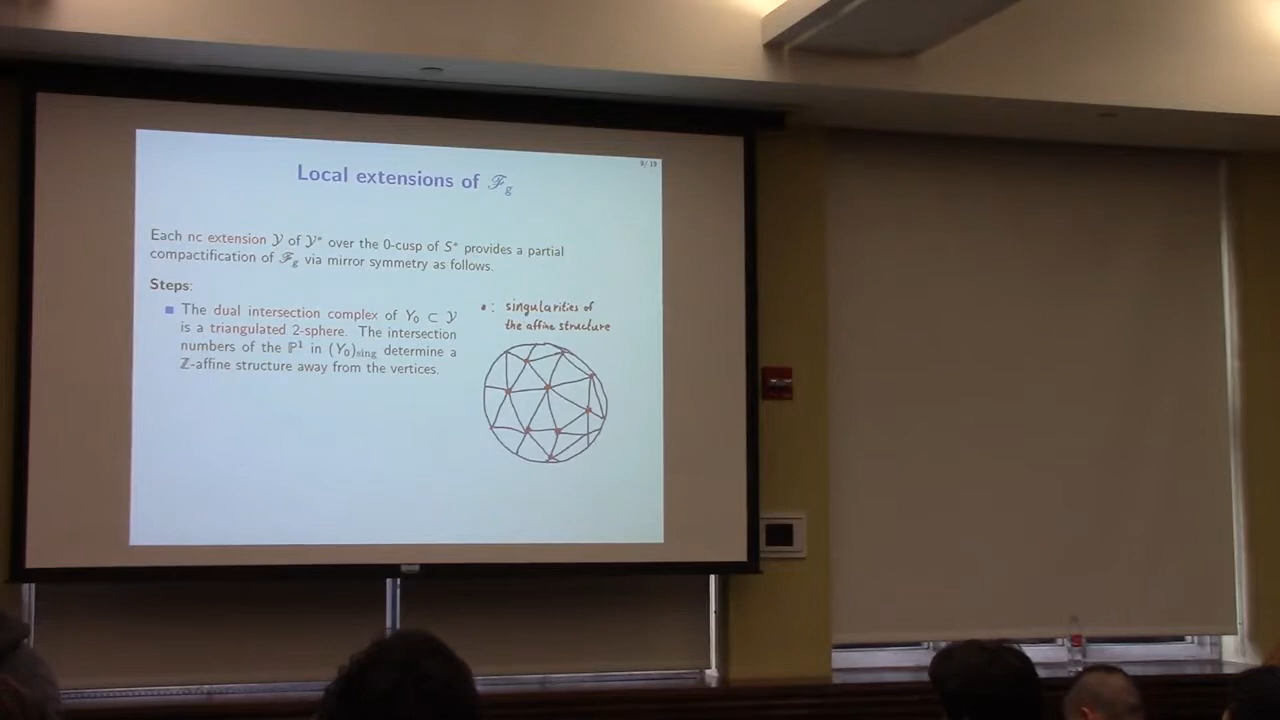 9/ 19
Local extensions of ℱg
Each nc extension 𝒴 of 𝒴* over the 0-cusp of S* provides a partial
compactification of ℱg via mirror symmetry as follows.
Steps:
The dual intersection complex of Y₀ ⊂ 𝒴
is a triangulated 2-sphere. The intersection
numbers of the ℙ¹ in (Y₀)sing determine a
ℤ-affine structure away from the vertices.
•: singularities of
the affine structure